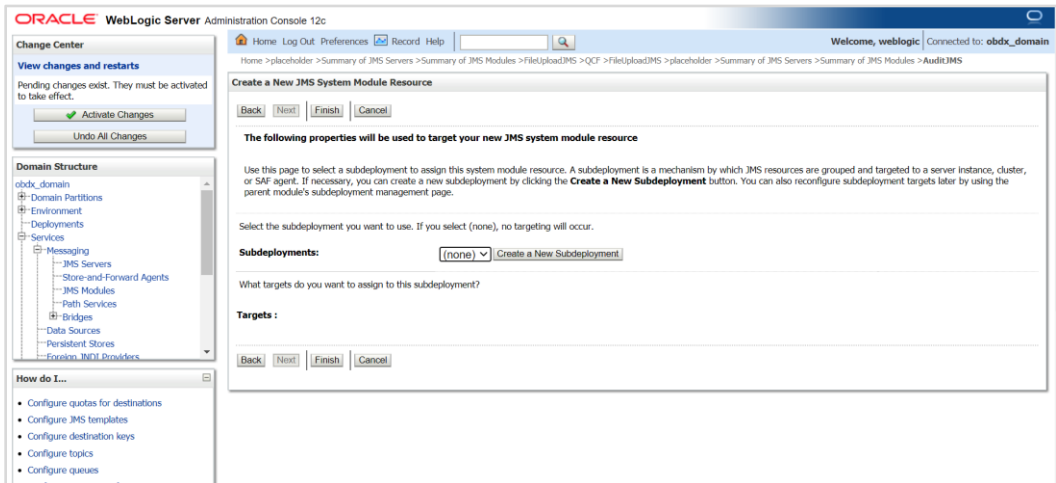 ORACLE WebLogic Server Administration Console 12c
Change Center
View changes and restarts
Pending changes exist. They must be activated
to take effect.
Activate Changes
Undo All Changes
Domain Structure
obdx_domain
Domain Partitions
Environment
Deployments
Services
Messaging
JMS Servers
Store-and-Forward Agents
JMS Modules
Path Services
Bridges
Data Sources
Persistent Stores
Foreign JNDI Providers
How do I...
Configure quotas for destinations
Configure JMS templates
Configure destination keys
Configure topics
Configure queues
Home Log Out Preferences Record Help
Welcome, weblogic Connected to: obdx_domain
Home >placeholder >Summary of JMS Servers >Summary of JMS Modules >FileUploadJMS >QCF >FileUploadJMS >placeholder >Summary of JMS Servers >Summary of JMS Modules >AuditJMS
Create a New JMS System Module Resource
Back Next Finish Cancel
The following properties will be used to target your new JMS system module resource
Use this page to select a subdeployment to assign this system module resource. A subdeployment is a mechanism by which JMS resources are grouped and targeted to a server instance, cluster,
or SAF agent. If necessary, you can create a new subdeployment by clicking the Create a New Subdeployment button. You can also reconfigure subdeployment targets later by using the
parent module's subdeployment management page.
Select the subdeployment you want to use. If you select (none), no targeting will occur.
Subdeployments: (none) Create a New Subdeployment
What targets do you want to assign to this subdeployment?
Targets :
Back Next Finish Cancel